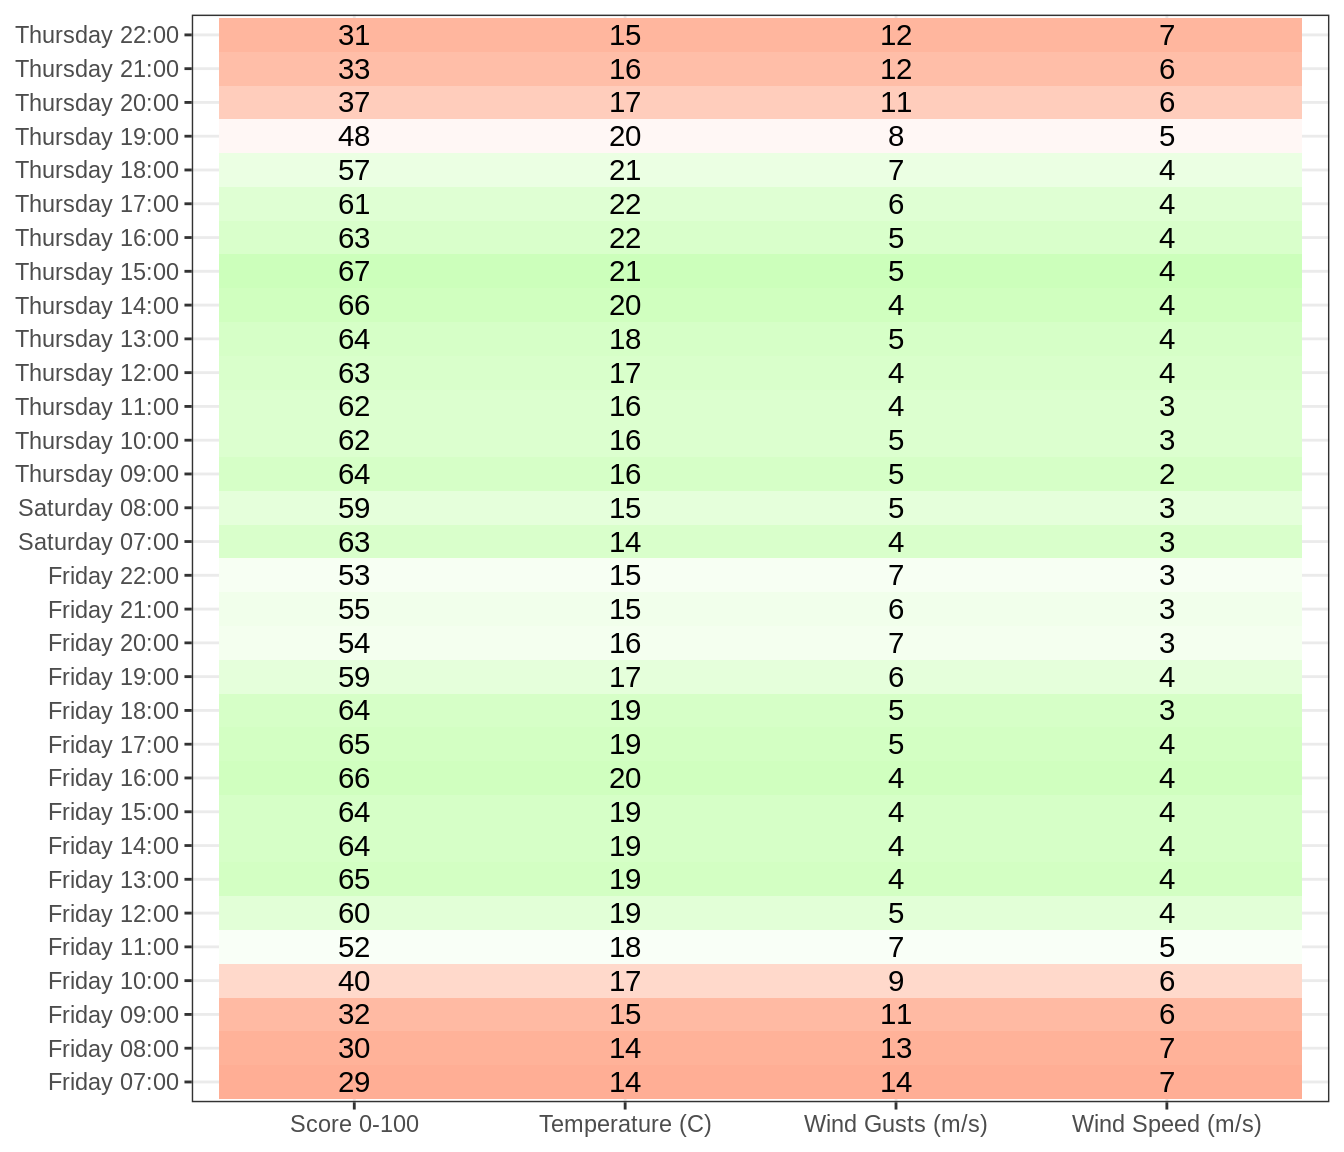 Thursday 22:00 31 15 12 7
Thursday 21:00 33 16 12 6
Thursday 20:00 37 17 11 6
Thursday 19:00 48 20 8 5
Thursday 18:00 57 21 7 4
Thursday 17:00 61 22 6 4
Thursday 16:00 63 22 5 4
Thursday 15:00 67 21 5 4
Thursday 14:00 66 20 4 4
Thursday 13:00 64 18 5 4
Thursday 12:00 63 17 4 4
Thursday 11:00 62 16 4 3
Thursday 10:00 62 16 5 3
Thursday 09:00 64 16 5 2
Saturday 08:00 59 15 5 3
Saturday 07:00 63 14 4 3
Friday 22:00 53 15 7 3
Friday 21:00 55 15 6 3
Friday 20:00 54 16 7 3
Friday 19:00 59 17 6 4
Friday 18:00 64 19 5 3
Friday 17:00 65 19 5 4
Friday 16:00 66 20 4 4
Friday 15:00 64 19 4 4
Friday 14:00 64 19 4 4
Friday 13:00 65 19 4 4
Friday 12:00 60 19 5 4
Friday 11:00 52 18 7 5
Friday 10:00 40 17 9 6
Friday 09:00 32 15 11 6
Friday 08:00 30 14 13 7
Friday 07:00 29 14 14 7
Score 0-100 Temperature (C) Wind Gusts (m/s) Wind Speed (m/s)